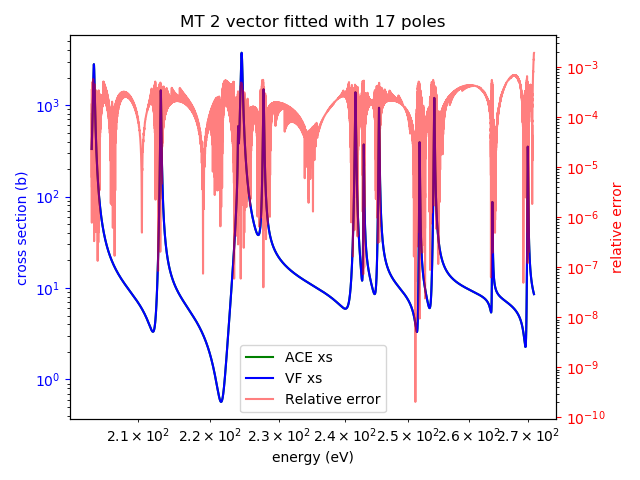 MT 2 vector fitted with 17 poles
cross section (b)
10³
10²
10¹
10⁰
relative error
10⁻³
10⁻⁴
10⁻⁵
10⁻⁶
10⁻⁷
10⁻⁸
10⁻⁹
10⁻¹⁰
ACE xs
VF xs
Relative error
2.1 × 10² 2.2 × 10² 2.3 × 10² 2.4 × 10² 2.5 × 10² 2.6 × 10² 2.7 × 10²
energy (eV)